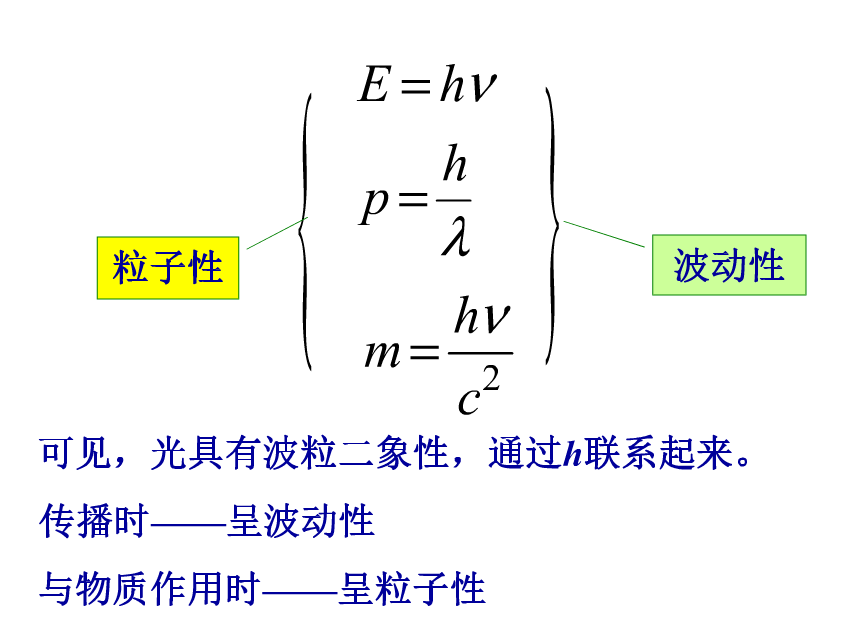 E = hν
p = h/λ
粒子性
波动性
m = hν/c²
可见，光具有波粒二象性，通过h联系起来。
传播时——呈波动性
与物质作用时——呈粒子性